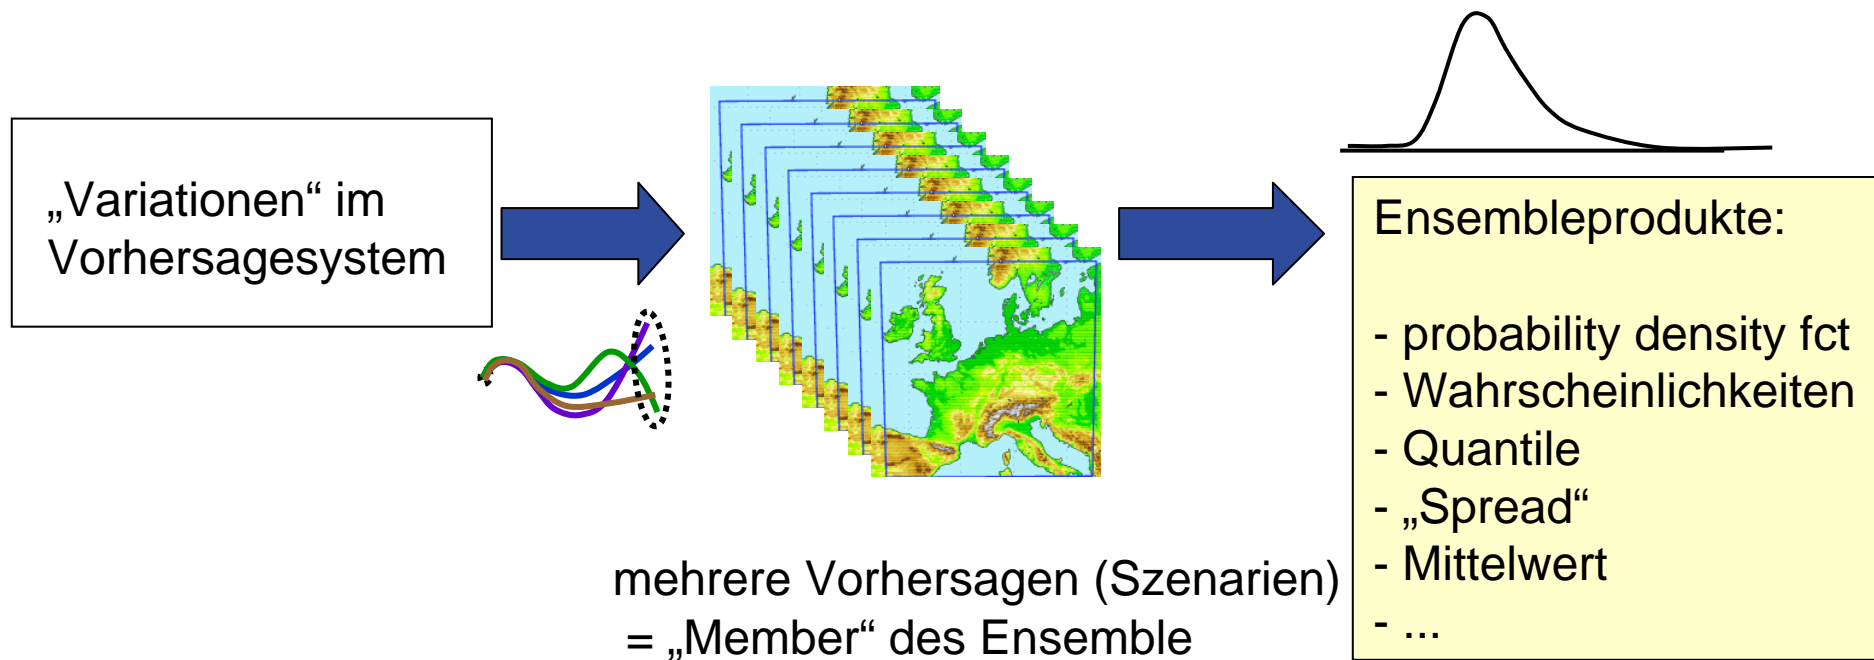 „Variationen“ im
Vorhersagesystem
mehrere Vorhersagen (Szenarien)
= „Member“ des Ensemble
Ensembleprodukte:
- probability density fct
- Wahrscheinlichkeiten
- Quantile
- „Spread“
- Mittelwert
- ...